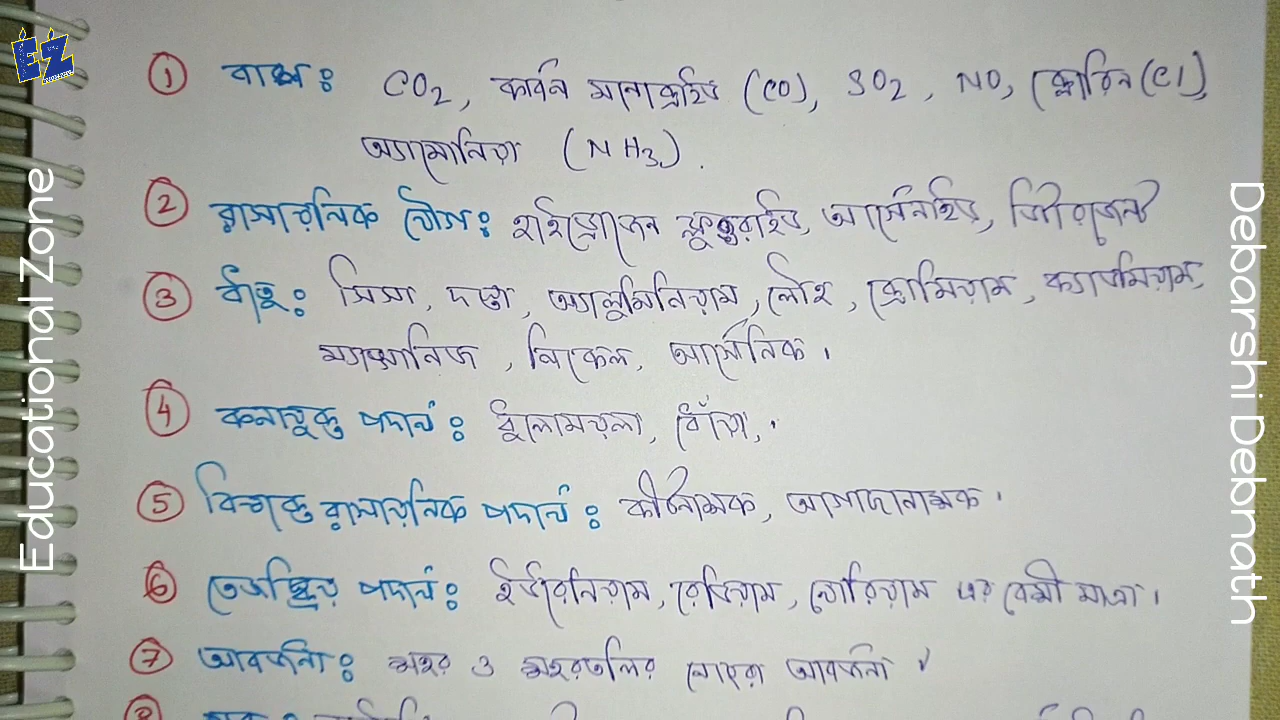 EZ
Educational Zone
Debarshi Debnath
① বাষ্প : CO2, কার্বন মনোক্সাইড (CO), SO2, NO, ক্লোরিন (Cl),
অ্যামোনিয়া (NH3).
② রাসায়নিক যৌগ : হাইড্রোজেন ফ্লুওরাইড, আর্সেনাইড,
③ ধাতু : সিসা, দস্তা, অ্যালুমিনিয়াম, লৌহ, ক্রোমিয়াম, ক্যাডমিয়াম,
ম্যাঙ্গানিজ, নিকেল, আর্সেনিক।
④ কনাযুক্ত পদার্থ : ধুলোময়লা, ধোঁয়া,
⑤ বিষাক্ত রাসায়নিক পদার্থ : কীটনাশক, আগাছানাশক।
⑥ তেজস্ক্রিয় পদার্থ : ইউরেনিয়াম, রেডিয়াম, থোরিয়াম এর বেশী মাত্রা।
⑦ আবর্জনা : শহর ও শহরতলির নোংরা আবর্জনা।